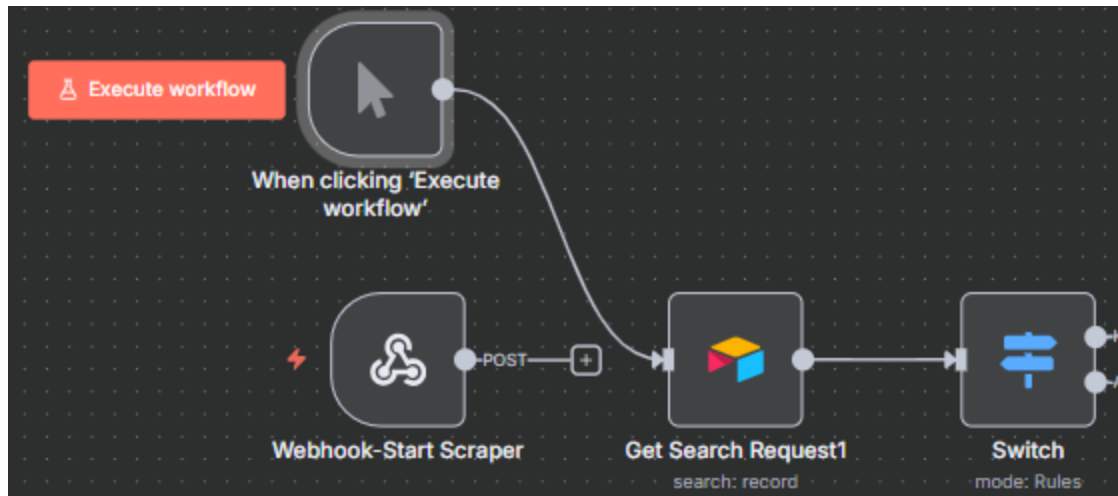 Execute workflow
When clicking ‘Execute
workflow’
POST
Webhook-Start Scraper
Get Search Request1
search: record
Switch
mode: Rules